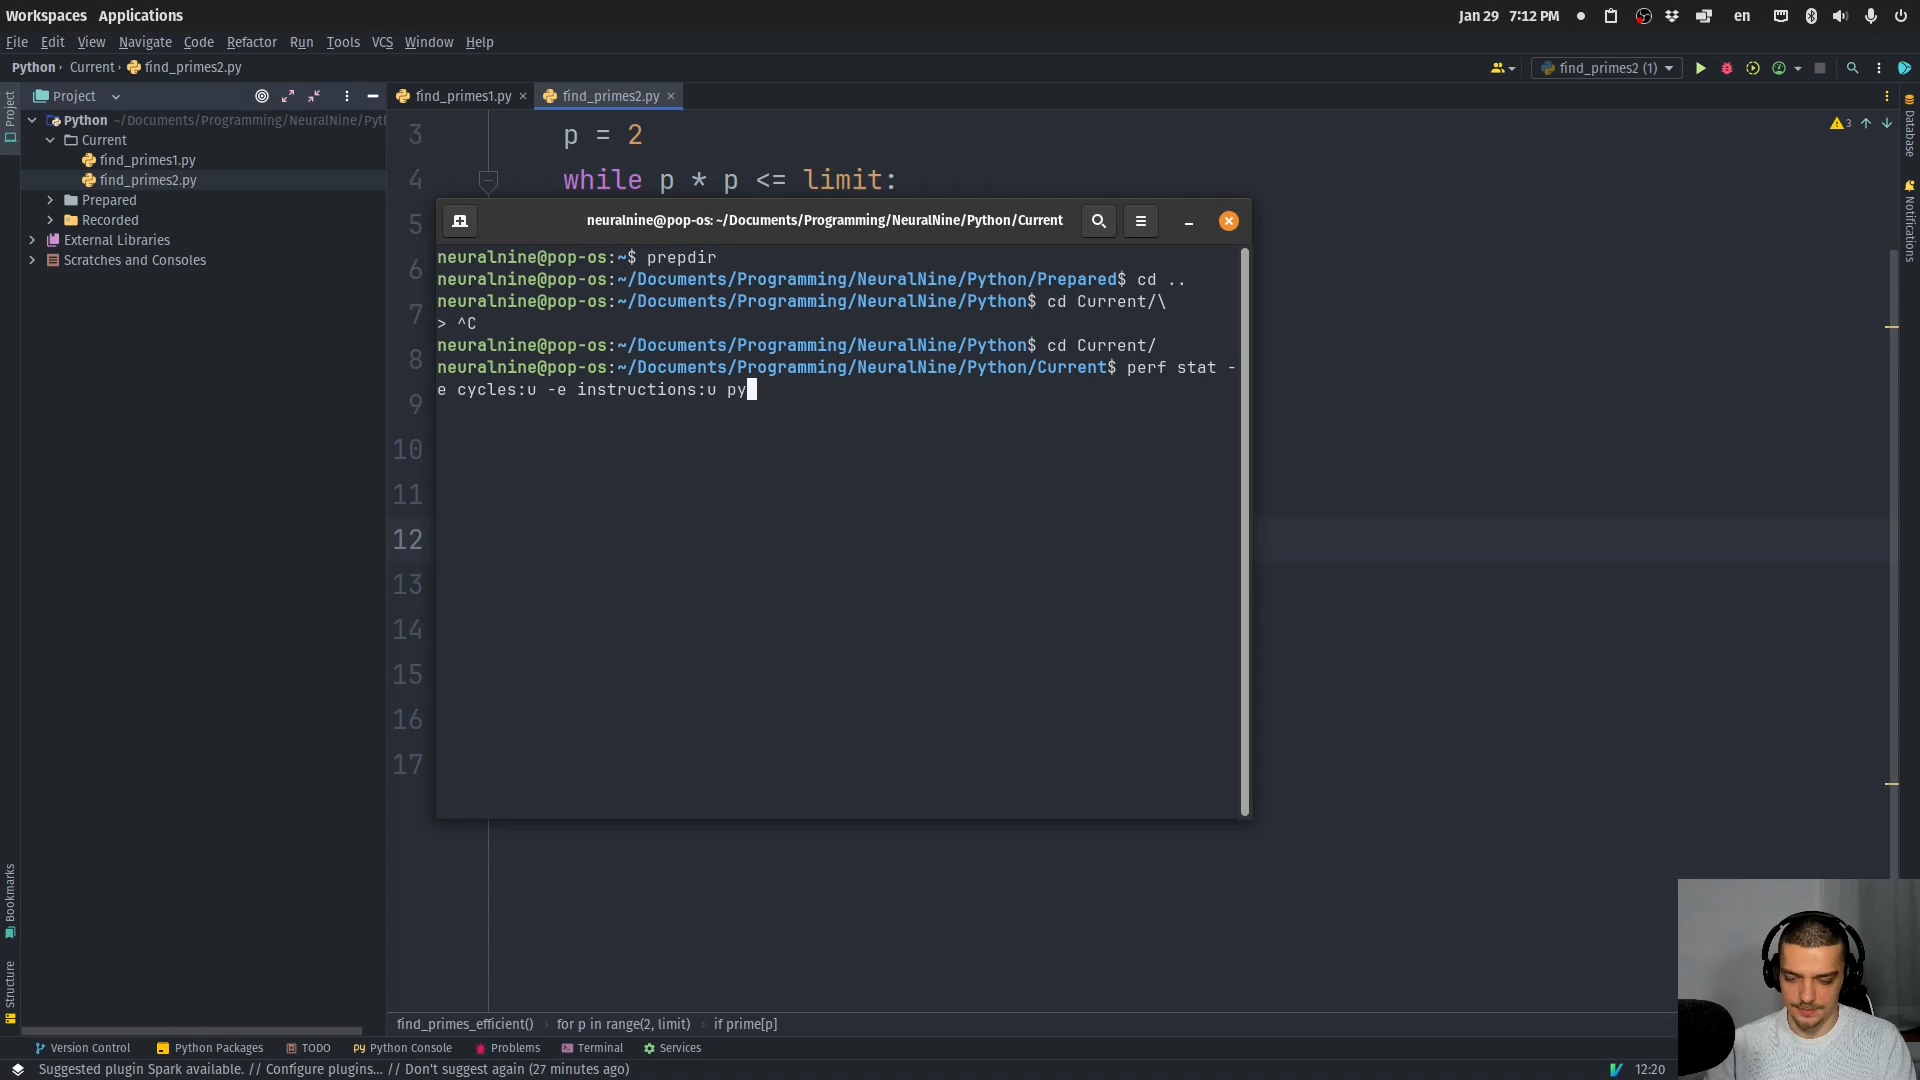 Workspaces Applications
Jan 29 7:12 PM en
File Edit View Navigate Code Refactor Run Tools VCS Window Help
Python Current find_primes2.py
find_primes2 (1)
Project
find_primes1.py
find_primes2.py
3
Python ~/Documents/Programming/NeuralNine/Pyt
Current
find_primes1.py
find_primes2.py
Prepared
Recorded
External Libraries
Scratches and Consoles
3 p = 2
4 while p * p <= limit:
5
6
7
8
9
10
11
12
13
14
15
16
17
neuralnine@pop-os: ~/Documents/Programming/NeuralNine/Python/Current
neuralnine@pop-os:~$ prepdir
neuralnine@pop-os:~/Documents/Programming/NeuralNine/Python/Prepared$ cd ..
neuralnine@pop-os:~/Documents/Programming/NeuralNine/Python$ cd Current/\
> ^C
neuralnine@pop-os:~/Documents/Programming/NeuralNine/Python$ cd Current/
neuralnine@pop-os:~/Documents/Programming/NeuralNine/Python/Current$ perf stat -
e cycles:u -e instructions:u py
Database
Notifications
Bookmarks
Structure
find_primes_efficient() for p in range(2, limit) if prime[p]
Version Control Python Packages TODO Python Console Problems Terminal Services
Suggested plugin Spark available. // Configure plugins... // Don't suggest again (27 minutes ago)
12:20